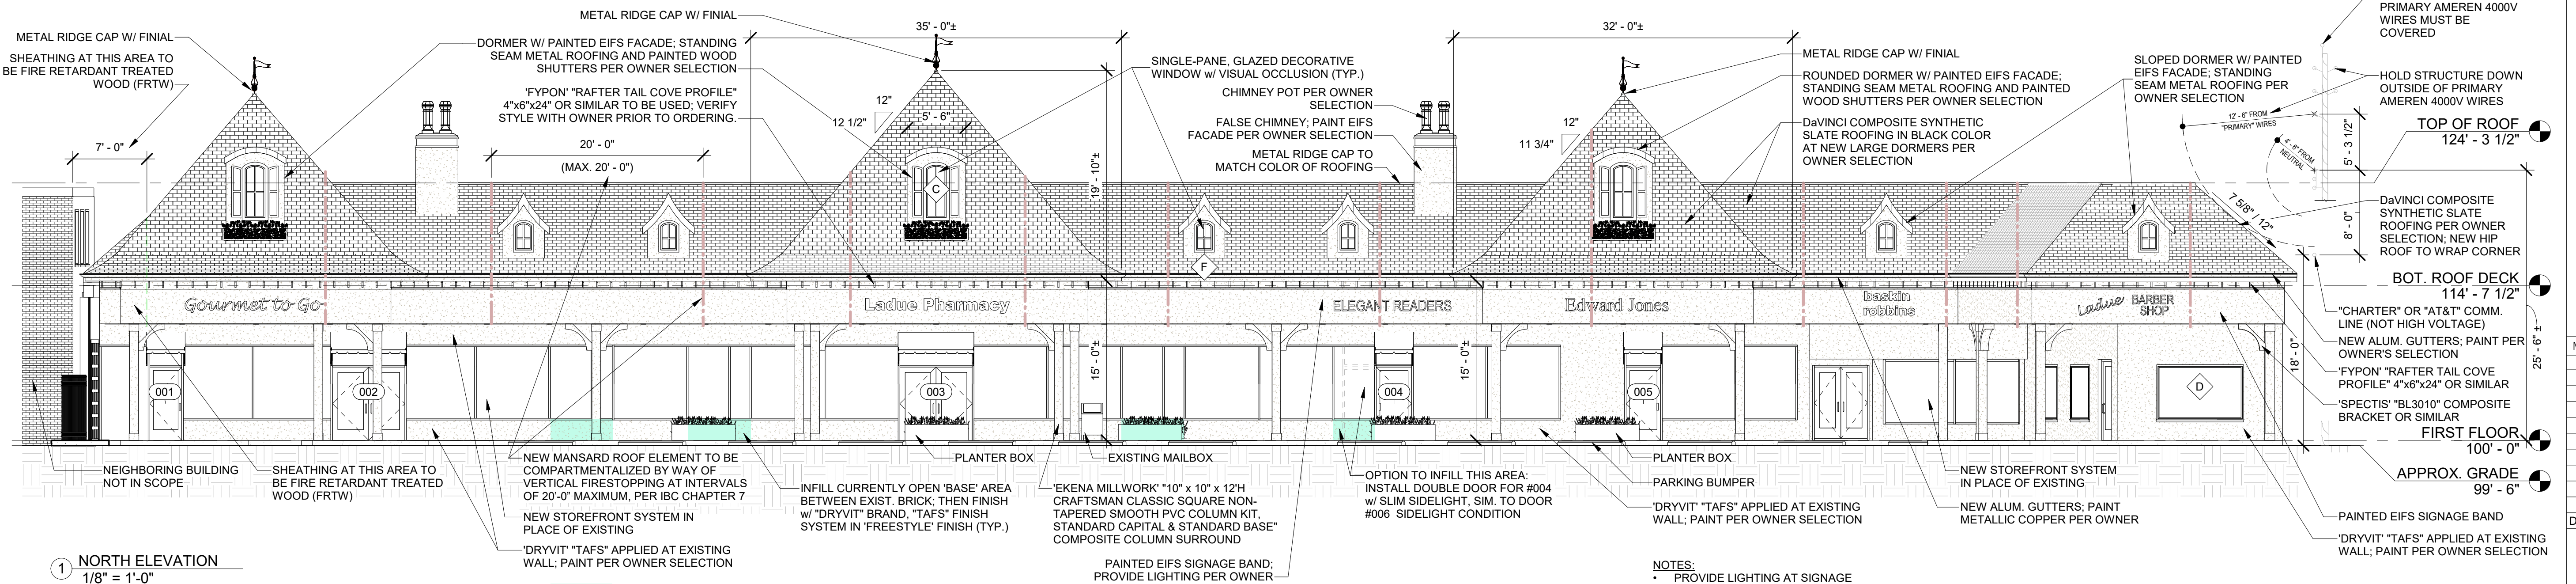 METAL RIDGE CAP W/ FINIAL
SHEATHING AT THIS AREA TO
BE FIRE RETARDANT TREATED
WOOD (FRTW)
7' - 0"
METAL RIDGE CAP W/ FINIAL
DORMER W/ PAINTED EIFS FACADE; STANDING
SEAM METAL ROOFING AND PAINTED WOOD
SHUTTERS PER OWNER SELECTION
'FYPON' "RAFTER TAIL COVE PROFILE"
4"x6"x24" OR SIMILAR TO BE USED; VERIFY
STYLE WITH OWNER PRIOR TO ORDERING.
20' - 0"
(MAX. 20' - 0")
35' - 0"±
12"
12 1/2"
5' - 6"
19' - 10"±
SINGLE-PANE, GLAZED DECORATIVE
WINDOW w/ VISUAL OCCLUSION (TYP.)
CHIMNEY POT PER OWNER
SELECTION
FALSE CHIMNEY; PAINT EIFS
FACADE PER OWNER SELECTION
METAL RIDGE CAP TO
MATCH COLOR OF ROOFING
32' - 0"±
12"
11 3/4"
METAL RIDGE CAP W/ FINIAL
ROUNDED DORMER W/ PAINTED EIFS FACADE;
STANDING SEAM METAL ROOFING AND PAINTED
WOOD SHUTTERS PER OWNER SELECTION
DaVINCI COMPOSITE SYNTHETIC
SLATE ROOFING IN BLACK COLOR
AT NEW LARGE DORMERS PER
OWNER SELECTION
SLOPED DORMER W/ PAINTED
EIFS FACADE; STANDING
SEAM METAL ROOFING PER
OWNER SELECTION
PRIMARY AMEREN 4000V
WIRES MUST BE
COVERED
HOLD STRUCTURE DOWN
OUTSIDE OF PRIMARY
AMEREN 4000V WIRES
12' - 6" FROM
"PRIMARY" WIRES
4' - 6" FROM
NEUTRAL
5' - 3 1/2"
TOP OF ROOF
124' - 3 1/2"
DaVINCI COMPOSITE
SYNTHETIC SLATE
ROOFING PER OWNER
SELECTION; NEW HIP
ROOF TO WRAP CORNER
7 5/8" / 12"
8' - 0"
C
F
BOT. ROOF DECK
114' - 7 1/2"
Gourmet to Go
Ladue Pharmacy
ELEGANT READERS
Edward Jones
baskin
robbins
Ladue BARBER
SHOP
"CHARTER" OR "AT&T" COMM.
LINE (NOT HIGH VOLTAGE)
NEW ALUM. GUTTERS; PAINT PER
OWNER'S SELECTION
'FYPON' "RAFTER TAIL COVE
PROFILE" 4"x6"x24" OR SIMILAR
'SPECTIS' "BL3010" COMPOSITE
BRACKET OR SIMILAR
25' - 6" ±
18' - 0"
15' - 0"±
15' - 0"±
001
002
003
004
005
D
FIRST FLOOR
100' - 0"
APPROX. GRADE
99' - 6"
NEIGHBORING BUILDING
NOT IN SCOPE
SHEATHING AT THIS AREA TO
BE FIRE RETARDANT TREATED
WOOD (FRTW)
NEW MANSARD ROOF ELEMENT TO BE
COMPARTMENTALIZED BY WAY OF
VERTICAL FIRESTOPPING AT INTERVALS
OF 20'-0" MAXIMUM, PER IBC CHAPTER 7
NEW STOREFRONT SYSTEM IN
PLACE OF EXISTING
'DRYVIT' "TAFS" APPLIED AT EXISTING
WALL; PAINT PER OWNER SELECTION
INFILL CURRENTLY OPEN 'BASE' AREA
BETWEEN EXIST. BRICK; THEN FINISH
w/ "DRYVIT" BRAND, "TAFS" FINISH
SYSTEM IN 'FREESTYLE' FINISH (TYP.)
PLANTER BOX
'EKENA MILLWORK' "10" x 10" x 12'H
CRAFTSMAN CLASSIC SQUARE NON-
TAPERED SMOOTH PVC COLUMN KIT,
STANDARD CAPITAL & STANDARD BASE"
COMPOSITE COLUMN SURROUND
EXISTING MAILBOX
PAINTED EIFS SIGNAGE BAND;
PROVIDE LIGHTING PER OWNER
OPTION TO INFILL THIS AREA:
INSTALL DOUBLE DOOR FOR #004
w/ SLIM SIDELIGHT, SIM. TO DOOR
#006 SIDELIGHT CONDITION
PLANTER BOX
PARKING BUMPER
'DRYVIT' "TAFS" APPLIED AT EXISTING
WALL; PAINT PER OWNER SELECTION
NEW STOREFRONT SYSTEM
IN PLACE OF EXISTING
NEW ALUM. GUTTERS; PAINT
METALLIC COPPER PER OWNER
PAINTED EIFS SIGNAGE BAND
'DRYVIT' "TAFS" APPLIED AT EXISTING
WALL; PAINT PER OWNER SELECTION
1 NORTH ELEVATION
1/8" = 1'-0"
NOTES:
• PROVIDE LIGHTING AT SIGNAGE